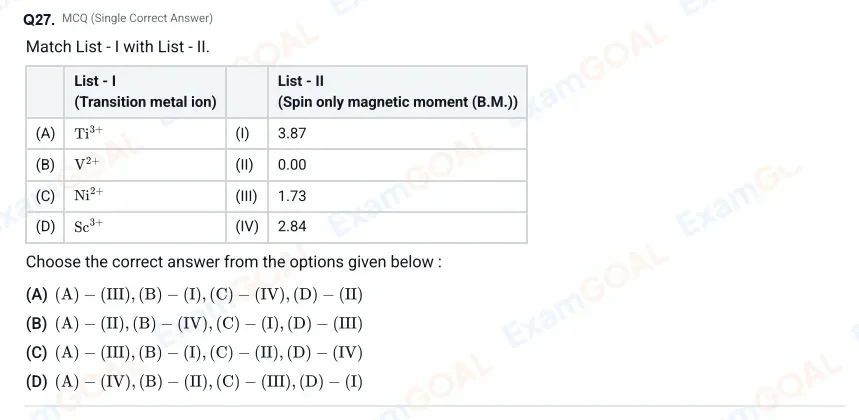 Q27. MCQ (Single Correct Answer)
Match List - I with List - II.
List - I (Transition metal ion) List - II (Spin only magnetic moment (B.M.))
(A) Ti³⁺ (I) 3.87
(B) V²⁺ (II) 0.00
(C) Ni²⁺ (III) 1.73
(D) Sc³⁺ (IV) 2.84
Choose the correct answer from the options given below :
(A) (A) − (III), (B) − (I), (C) − (IV), (D) − (II)
(B) (A) − (II), (B) − (IV), (C) − (I), (D) − (III)
(C) (A) − (III), (B) − (I), (C) − (II), (D) − (IV)
(D) (A) − (IV), (B) − (II), (C) − (III), (D) − (I)
ExamGOAL